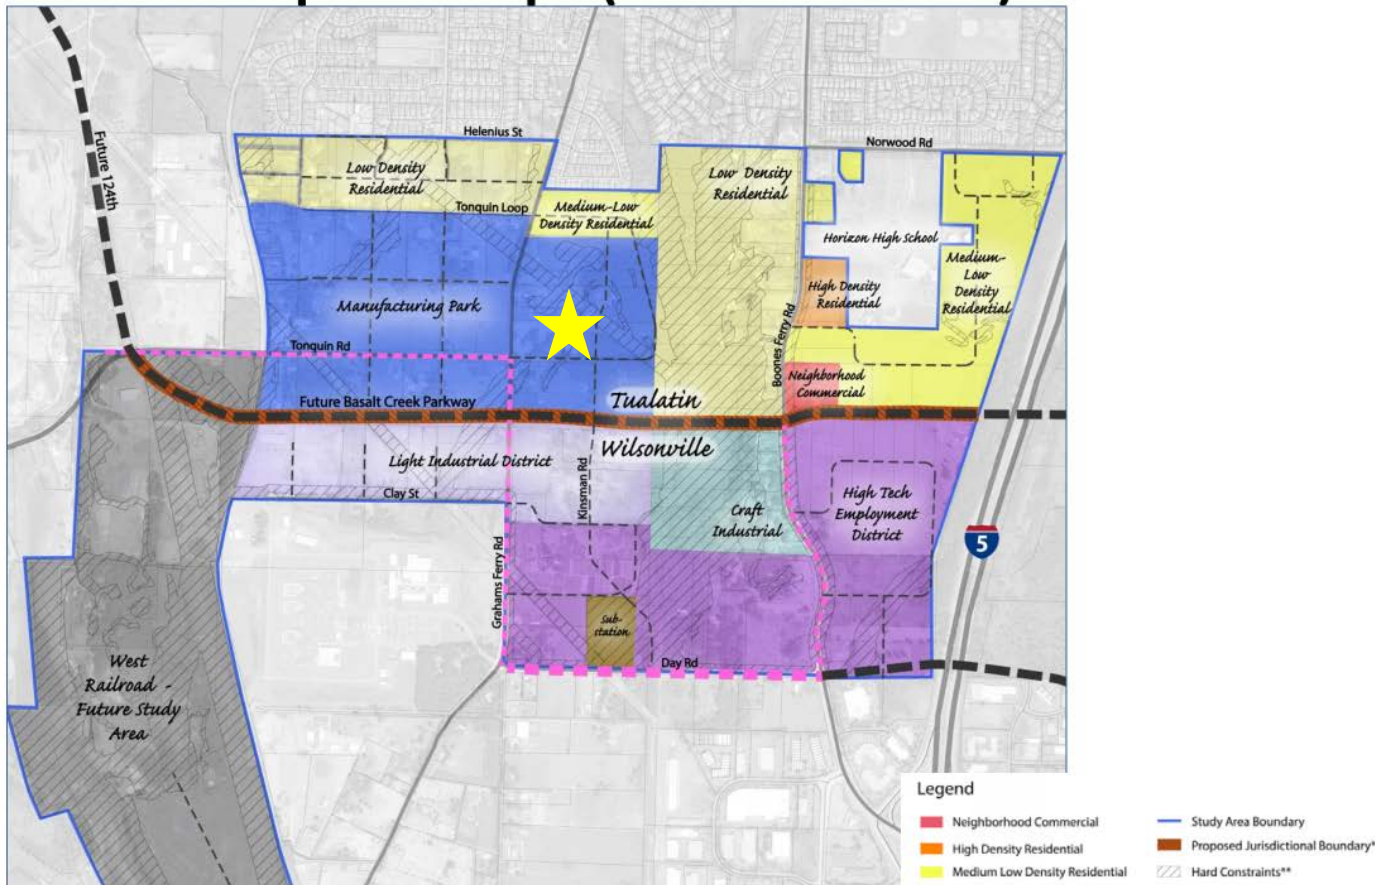 Helenius St
Norwood Rd
Future 124th
Low Density
Residential
Low Density
Residential
Tonquin Loop
Medium-Low
Density Residential
Horizon High School
Medium-
Low
Density
Residential
High Density
Residential
Manufacturing Park
Boones Ferry Rd
Tonquin Rd
Neighborhood
Commercial
Future Basalt Creek Parkway
Tualatin
Wilsonville
Light Industrial District
Kinsman Rd
Clay St
Craft
Industrial
High Tech
Employment
District
5
Grahams Ferry Rd
Sub-
station
Day Rd
West
Railroad -
Future Study
Area
Legend
Neighborhood Commercial
High Density Residential
Medium Low Density Residential
Study Area Boundary
Proposed Jurisdictional Boundary*
Hard Constraints**